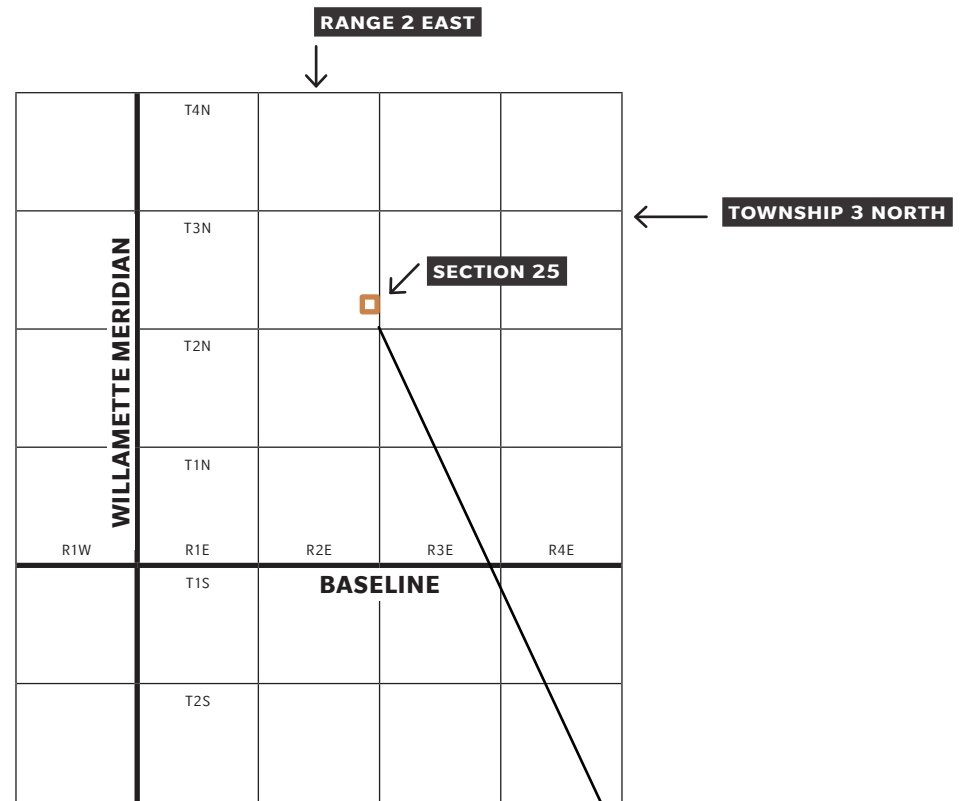 RANGE 2 EAST
T4N
TOWNSHIP 3 NORTH
T3N
SECTION 25
WILLAMETTE MERIDIAN
T2N
T1N
R1W R1E R2E R3E R4E
T1S BASELINE
T2S